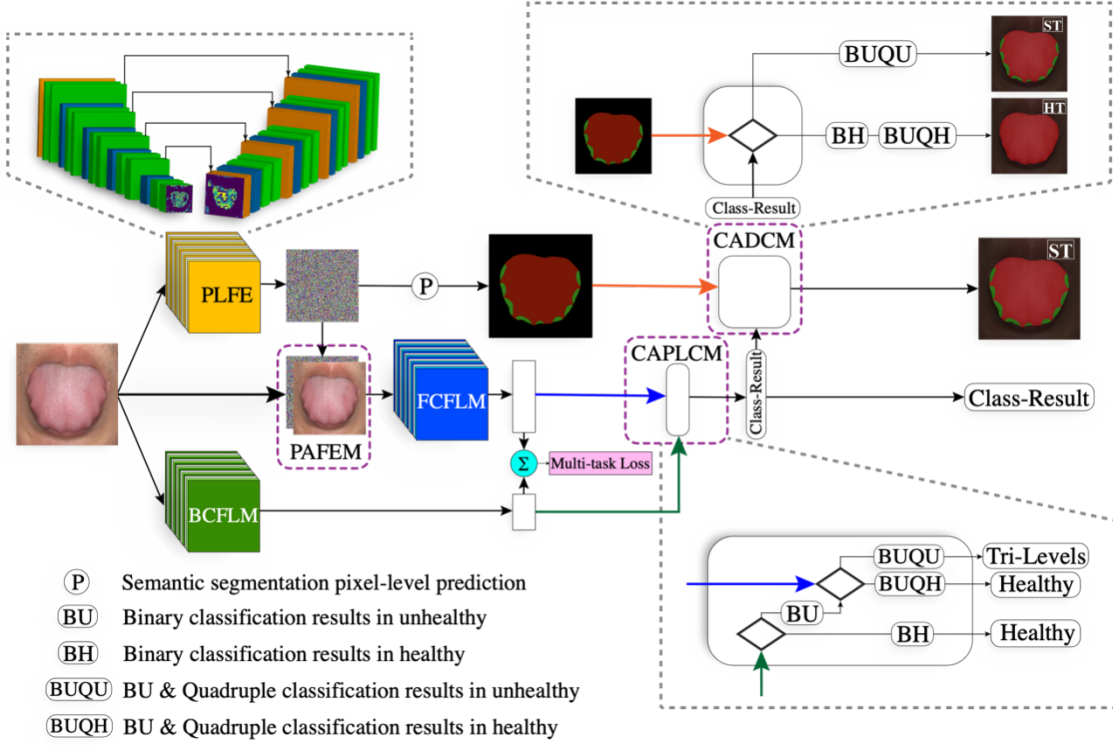 BUQU
ST
HT
BH
BUQH
Class-Result
CADCM
PLFE
P
ST
CAPLCM
Class-Result
FCFLM
Class-Result
PAFEM
Σ
Multi-task Loss
BCFLM
BUQU
Tri-Levels
BUQH
Healthy
BU
BH
Healthy
P Semantic segmentation pixel-level prediction
BU Binary classification results in unhealthy
BH Binary classification results in healthy
BUQU BU & Quadruple classification results in unhealthy
BUQH BU & Quadruple classification results in healthy